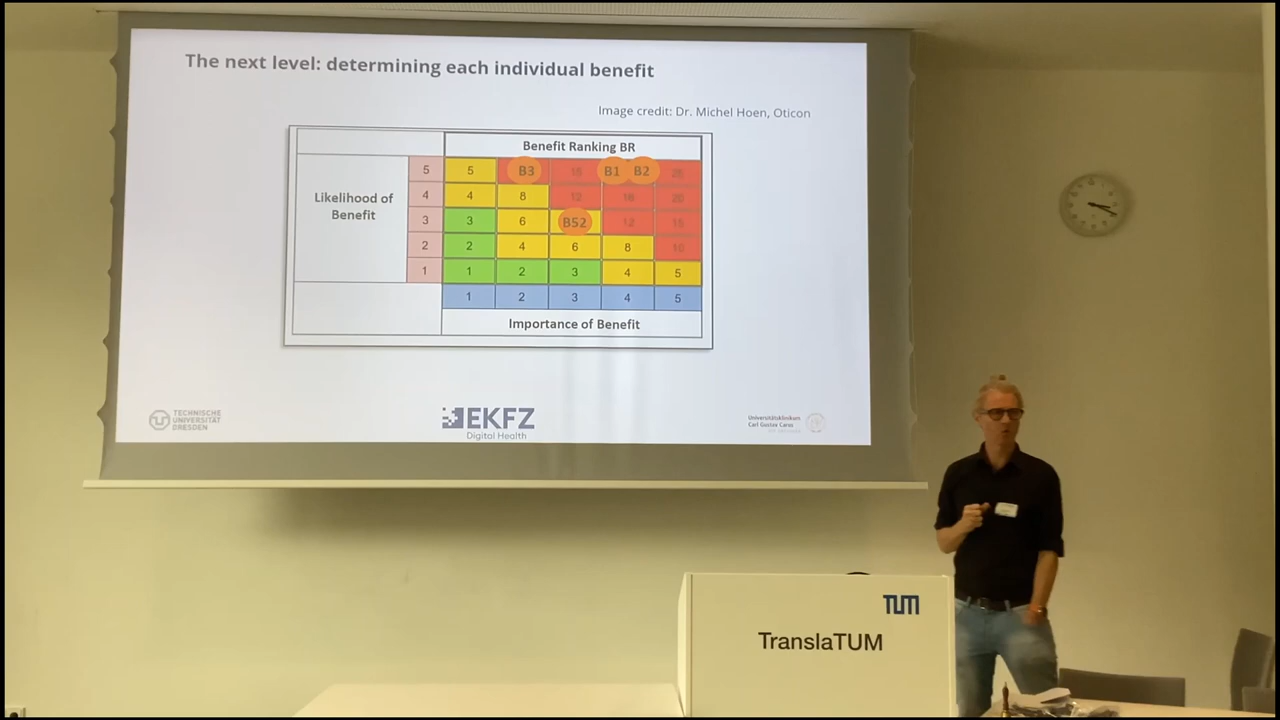 The next level: determining each individual benefit
Image credit: Dr. Michel Hoen, Oticon
Benefit Ranking BR
Likelihood of
Benefit
5 5 B3 15 B1 B2 25
4 4 8 12 16 20
3 3 6 B52 12 15
2 2 4 6 8 10
1 1 2 3 4 5
1 2 3 4 5
Importance of Benefit
TECHNISCHE
UNIVERSITÄT
DRESDEN
EKFZ
Digital Health
Universitätsklinikum
Carl Gustav Carus
TUM
TranslaTUM